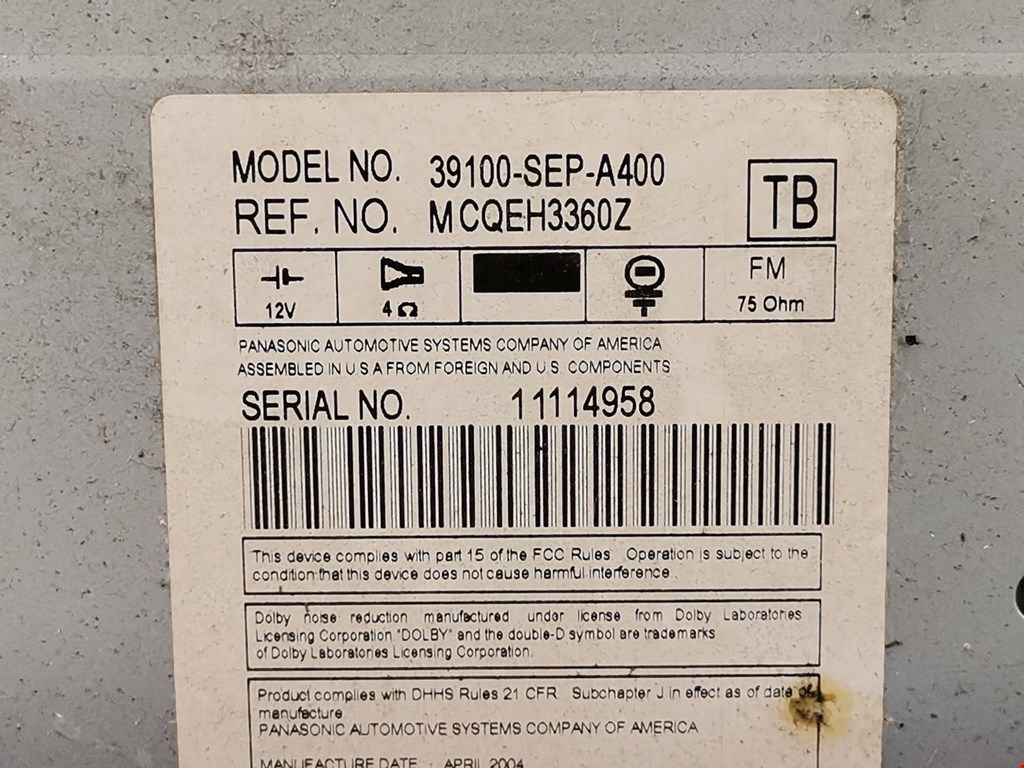 MODEL NO. 39100-SEP-A400
REF. NO. MCQEH3360Z
TB
12V
4Ω
FM
75 Ohm
PANASONIC AUTOMOTIVE SYSTEMS COMPANY OF AMERICA
ASSEMBLED IN U S A FROM FOREIGN AND U S COMPONENTS
SERIAL NO. 11114958
This device complies with part 15 of the FCC Rules Operation is subject to the
condition that this device does not cause harmful interference.
Dolby noise reduction manufactured under license from Dolby Laboratories
Licensing Corporation "DOLBY" and the double-D symbol are trademarks
of Dolby Laboratories Licensing Corporation.
Product complies with DHHS Rules 21 CFR Subchapter J in effect as of date of
manufacture
PANASONIC AUTOMOTIVE SYSTEMS COMPANY OF AMERICA
MANUFACTURE DATE : APRIL 2004